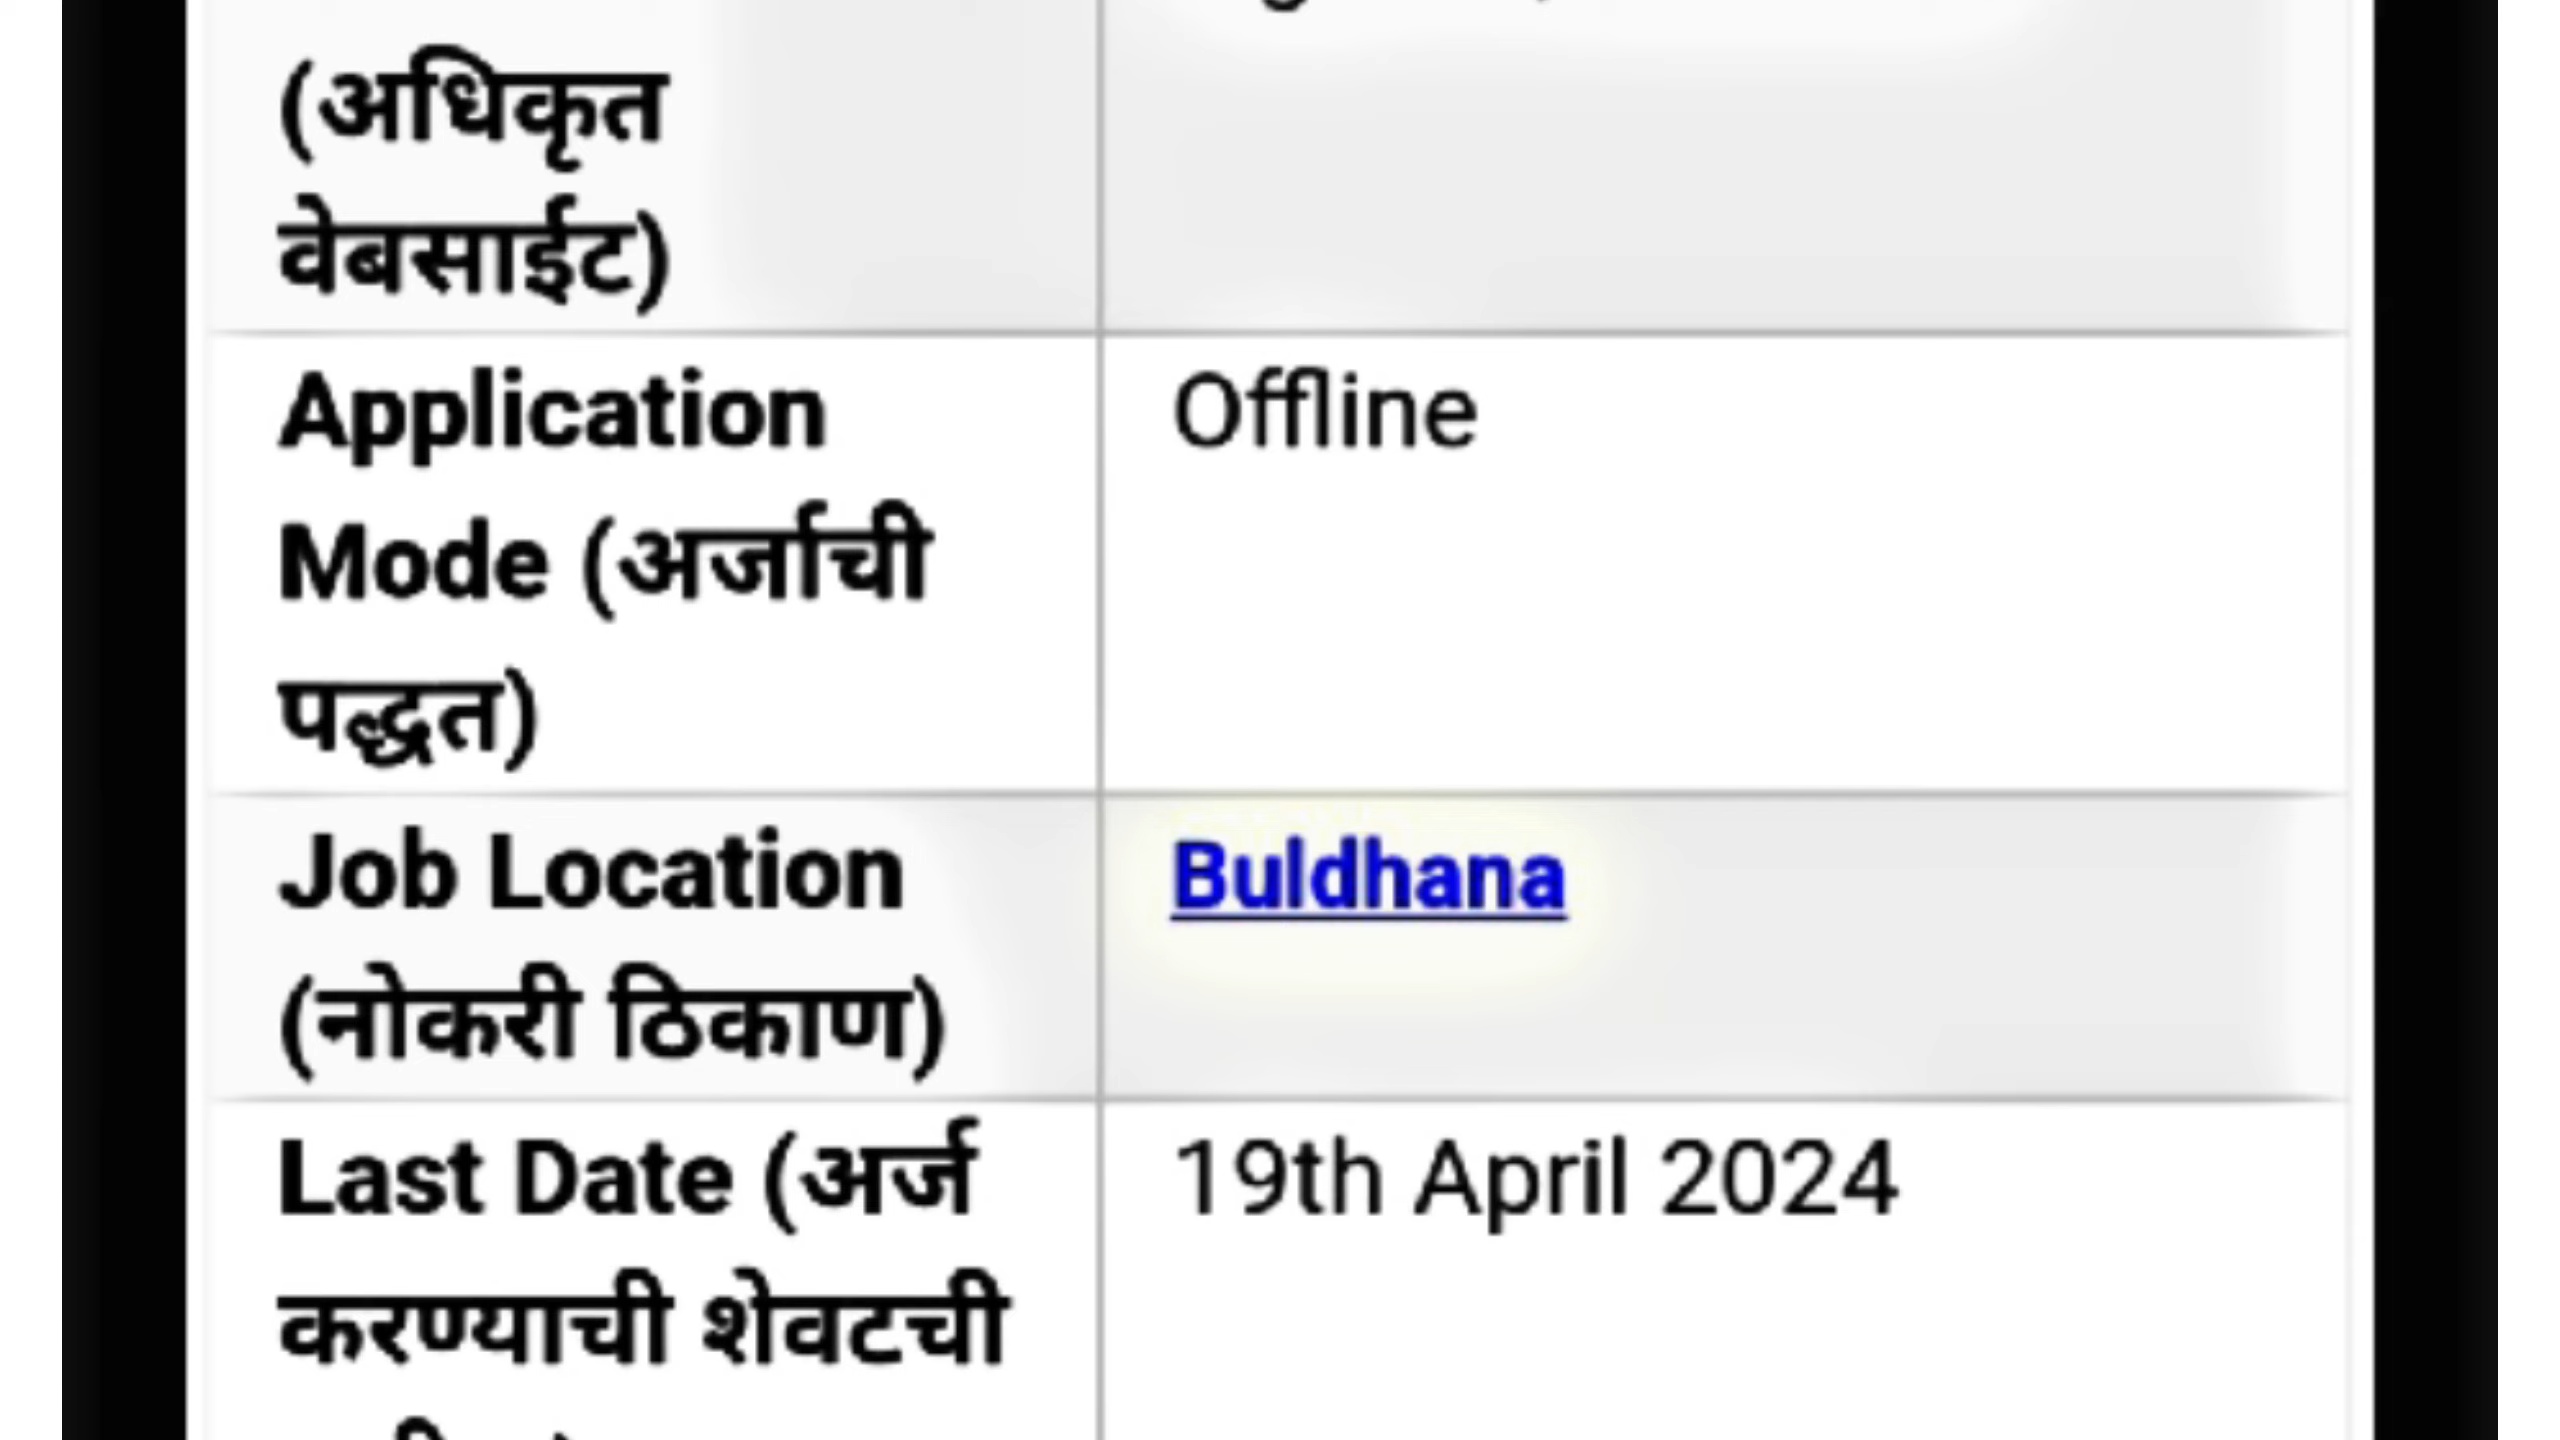 (अधिकृत
वेबसाईट)
Application
Offline
Mode (अर्जाची
पद्धत)
Job Location
Buldhana
(नोकरी ठिकाण)
Last Date (अर्ज
19th April 2024
करण्याची शेवटची